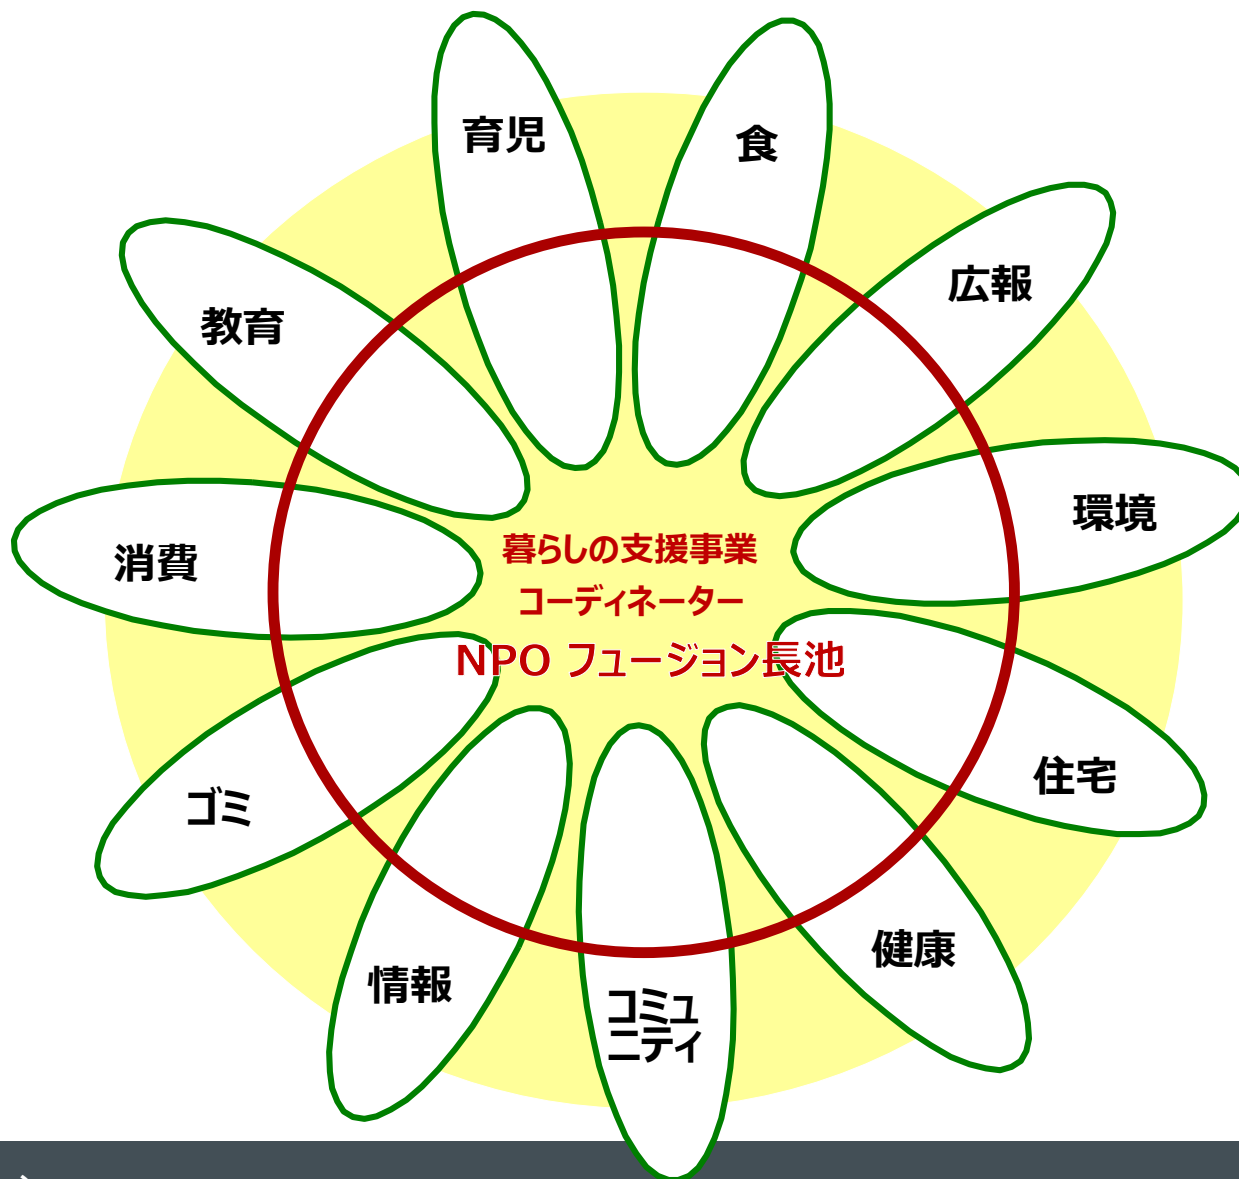 育児
食
広報
教育
環境
消費
暮らしの支援事業
コーディネーター
NPO フュージョン長池
住宅
ゴミ
健康
情報
コミュ
ニティ